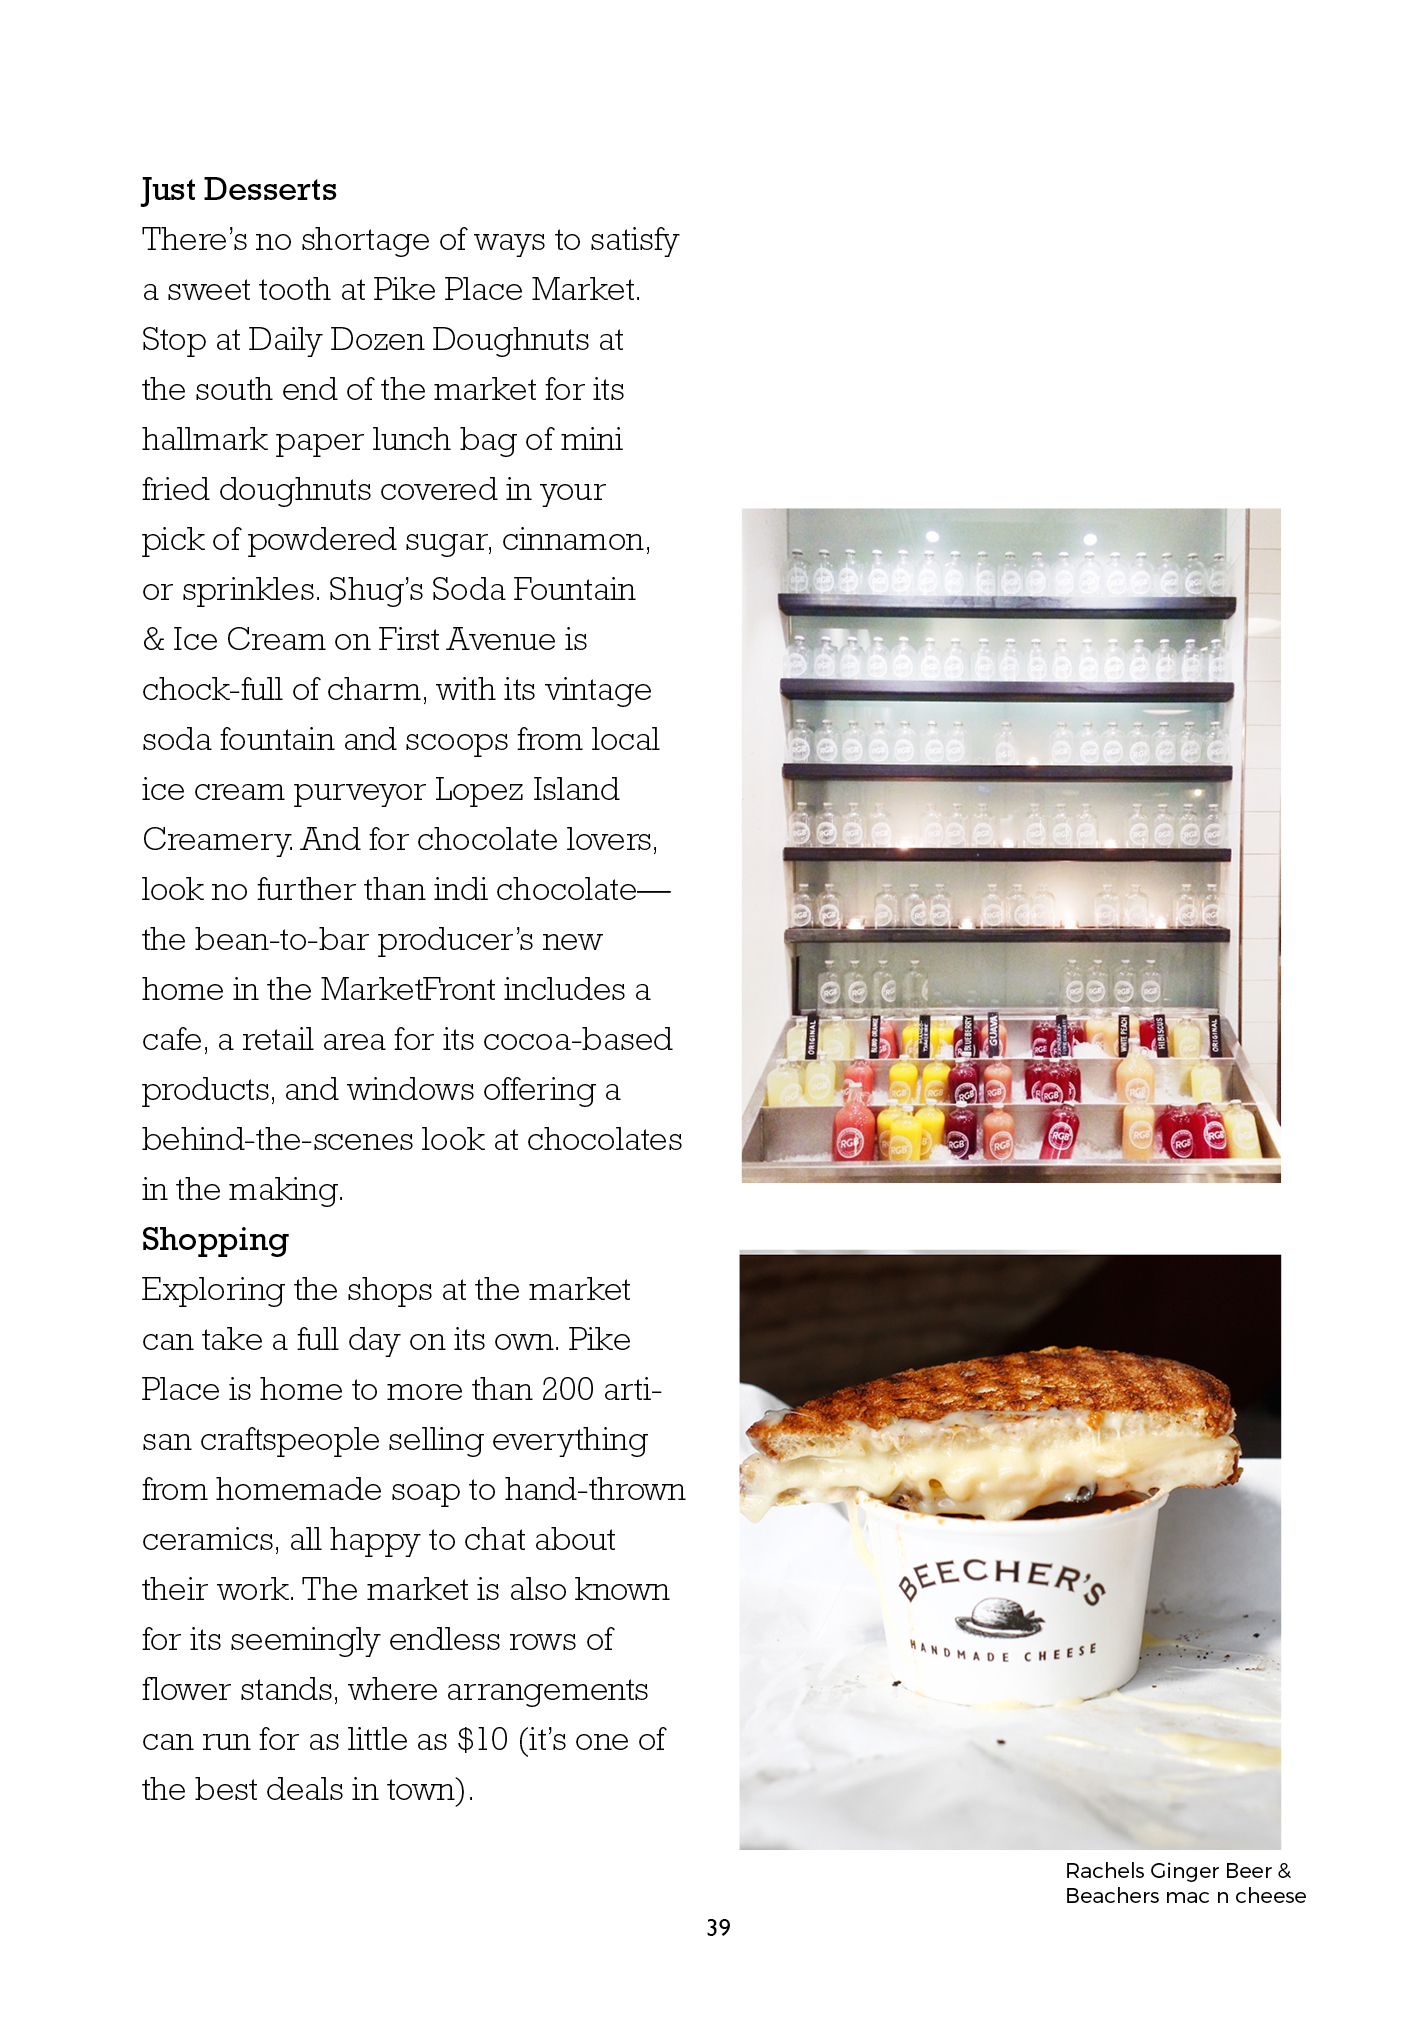 Just Desserts
There’s no shortage of ways to satisfy
a sweet tooth at Pike Place Market.
Stop at Daily Dozen Doughnuts at
the south end of the market for its
hallmark paper lunch bag of mini
fried doughnuts covered in your
pick of powdered sugar, cinnamon,
or sprinkles. Shug’s Soda Fountain
& Ice Cream on First Avenue is
chock-full of charm, with its vintage
soda fountain and scoops from local
ice cream purveyor Lopez Island
Creamery. And for chocolate lovers,
look no further than indi chocolate—
the bean-to-bar producer’s new
home in the MarketFront includes a
cafe, a retail area for its cocoa-based
products, and windows offering a
behind-the-scenes look at chocolates
in the making.
Shopping
Exploring the shops at the market
can take a full day on its own. Pike
Place is home to more than 200 arti-
san craftspeople selling everything
from homemade soap to hand-thrown
ceramics, all happy to chat about
their work. The market is also known
for its seemingly endless rows of
flower stands, where arrangements
can run for as little as $10 (it’s one of
the best deals in town).
ORIGINAL
BLOOD ORANGE
BLUEBERRY
GUAVA
WHITE PEACH
HIBISCUS
ORIGINAL
RGB
RGB
RGB
RGB
RGB
RGB
RGB
RGB
BEECHER’S
HANDMADE CHEESE
Rachels Ginger Beer &
Beachers mac n cheese
39